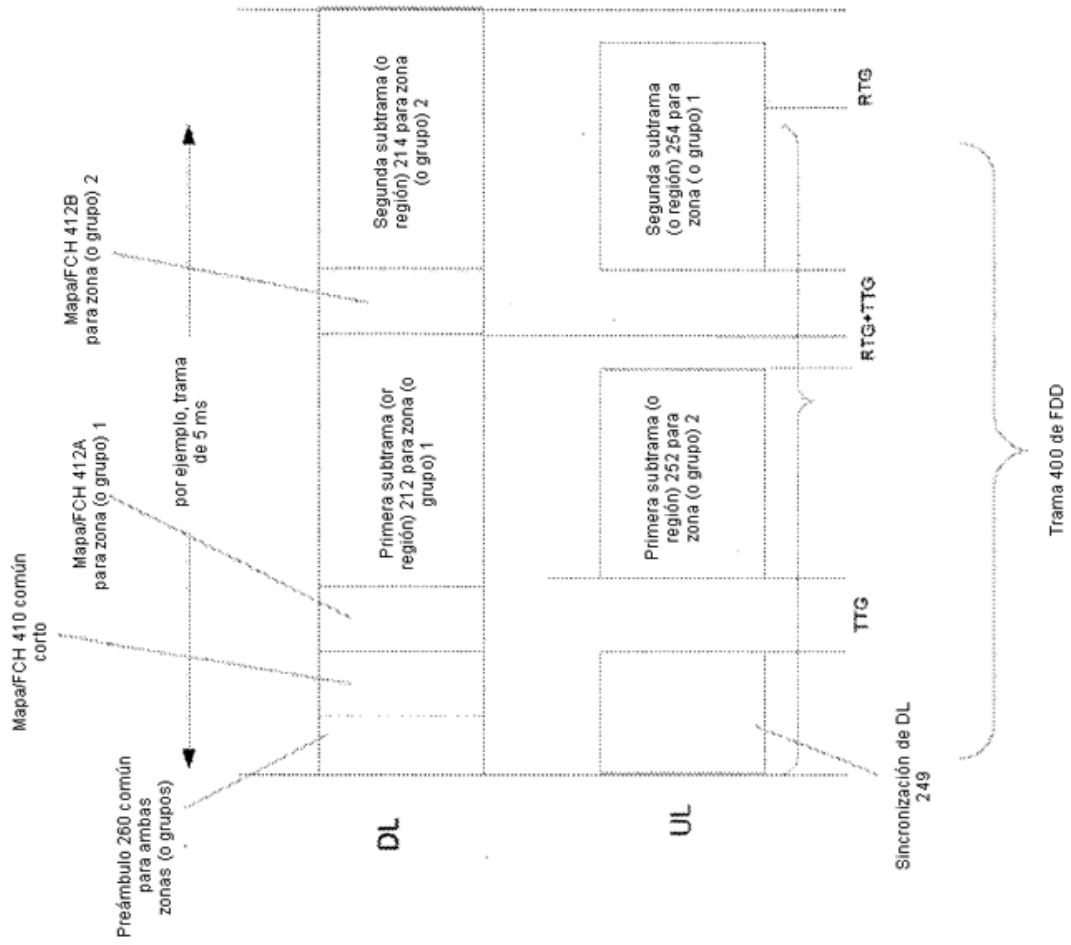 Mapa/FCH 410 común
corto
Mapa/FCH 412A
para zona (o grupo) 1
Mapa/FCH 412B
para zona (o grupo) 2
Preámbulo 260 común
para ambas
zonas (o grupos)
por ejemplo, trama
de 5 ms
DL
Primera subtrama (or
región) 212 para zona (o
grupo) 1
Segunda subtrama (o
región) 214 para zona
(o grupo) 2
UL
Primera subtrama (o
región) 252 para
zona (o grupo) 2
Segunda subtrama
(o región) 254 para
zona ( o grupo) 1
Sincronización de DL
249
TTG
RTG+TTG
RTG
Trama 400 de FDD